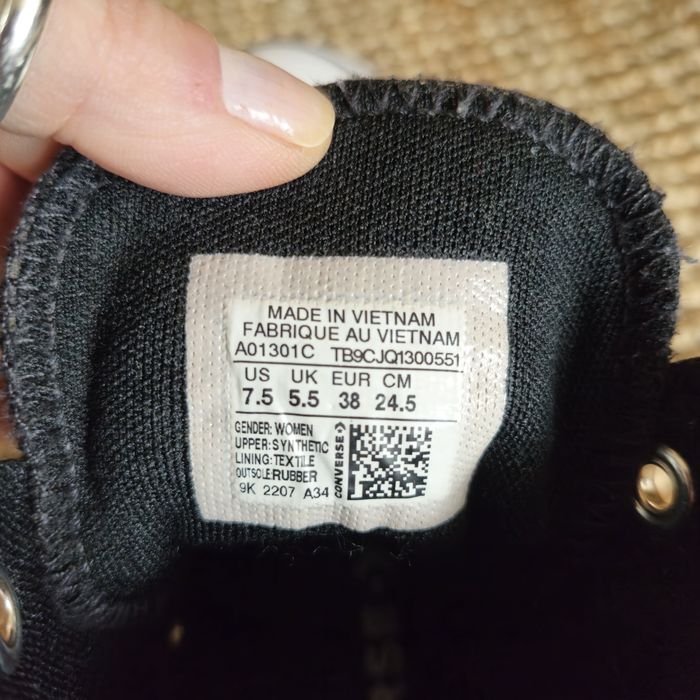 MADE IN VIETNAM
FABRIQUE AU VIETNAM
A01301C TB9CJQ1300551
US UK EUR CM
7.5 5.5 38 24.5
GENDER: WOMEN
UPPER: SYNTHETIC
LINING: TEXTILE
OUTSOLE: RUBBER
9K 2207 A34
CONVERSE